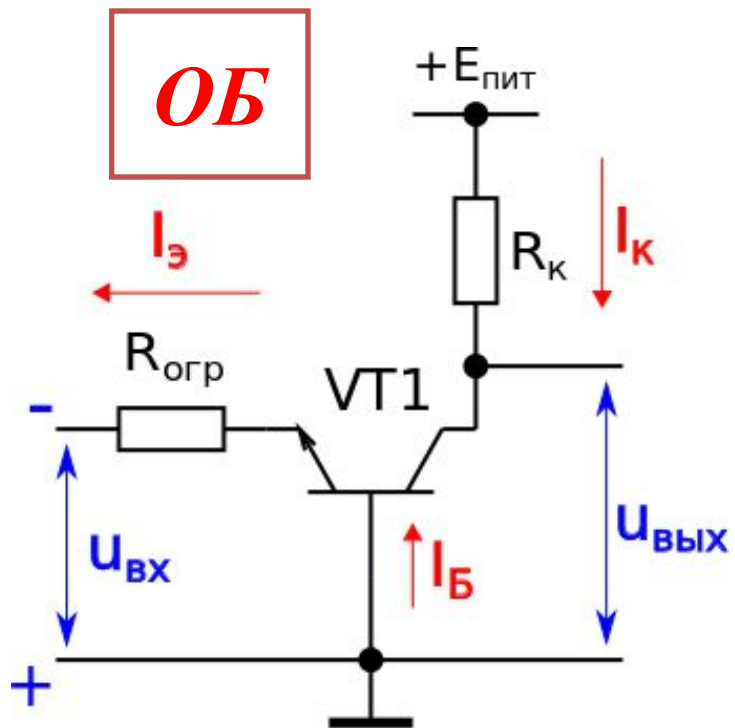 ОБ
+Eпит
Iэ
Iк
Rк
Rогр
VT1
-
uвх
IБ
uвых
+